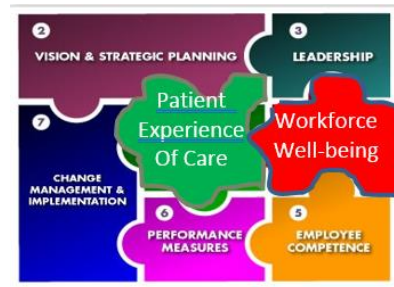 2
VISION & STRATEGIC PLANNING
3
LEADERSHIP
Patient
Experience
Of Care
Workforce
Well-being
7
CHANGE
MANAGEMENT &
IMPLEMENTATION
6
PERFORMANCE
MEASURES
5
EMPLOYEE
COMPETENCE